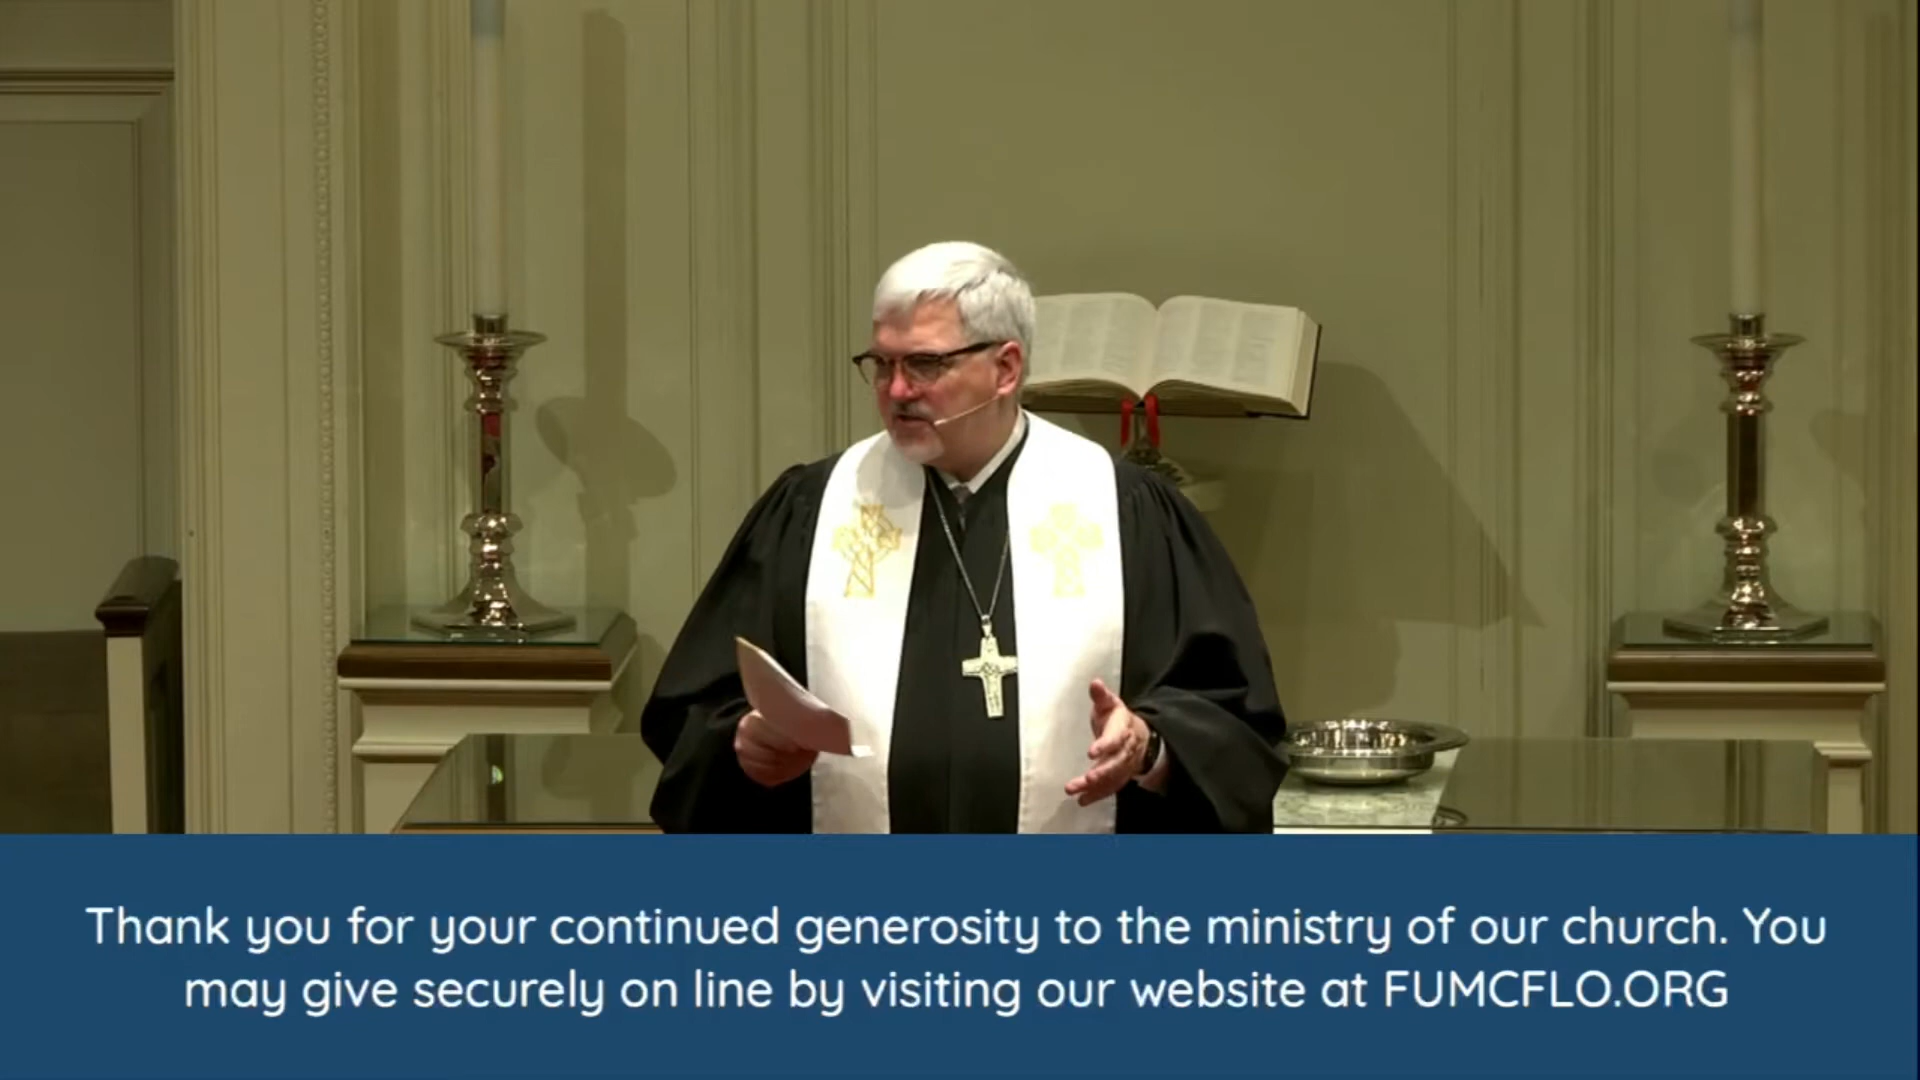 Thank you for your continued generosity to the ministry of our church. You
may give securely on line by visiting our website at FUMCFLO.ORG